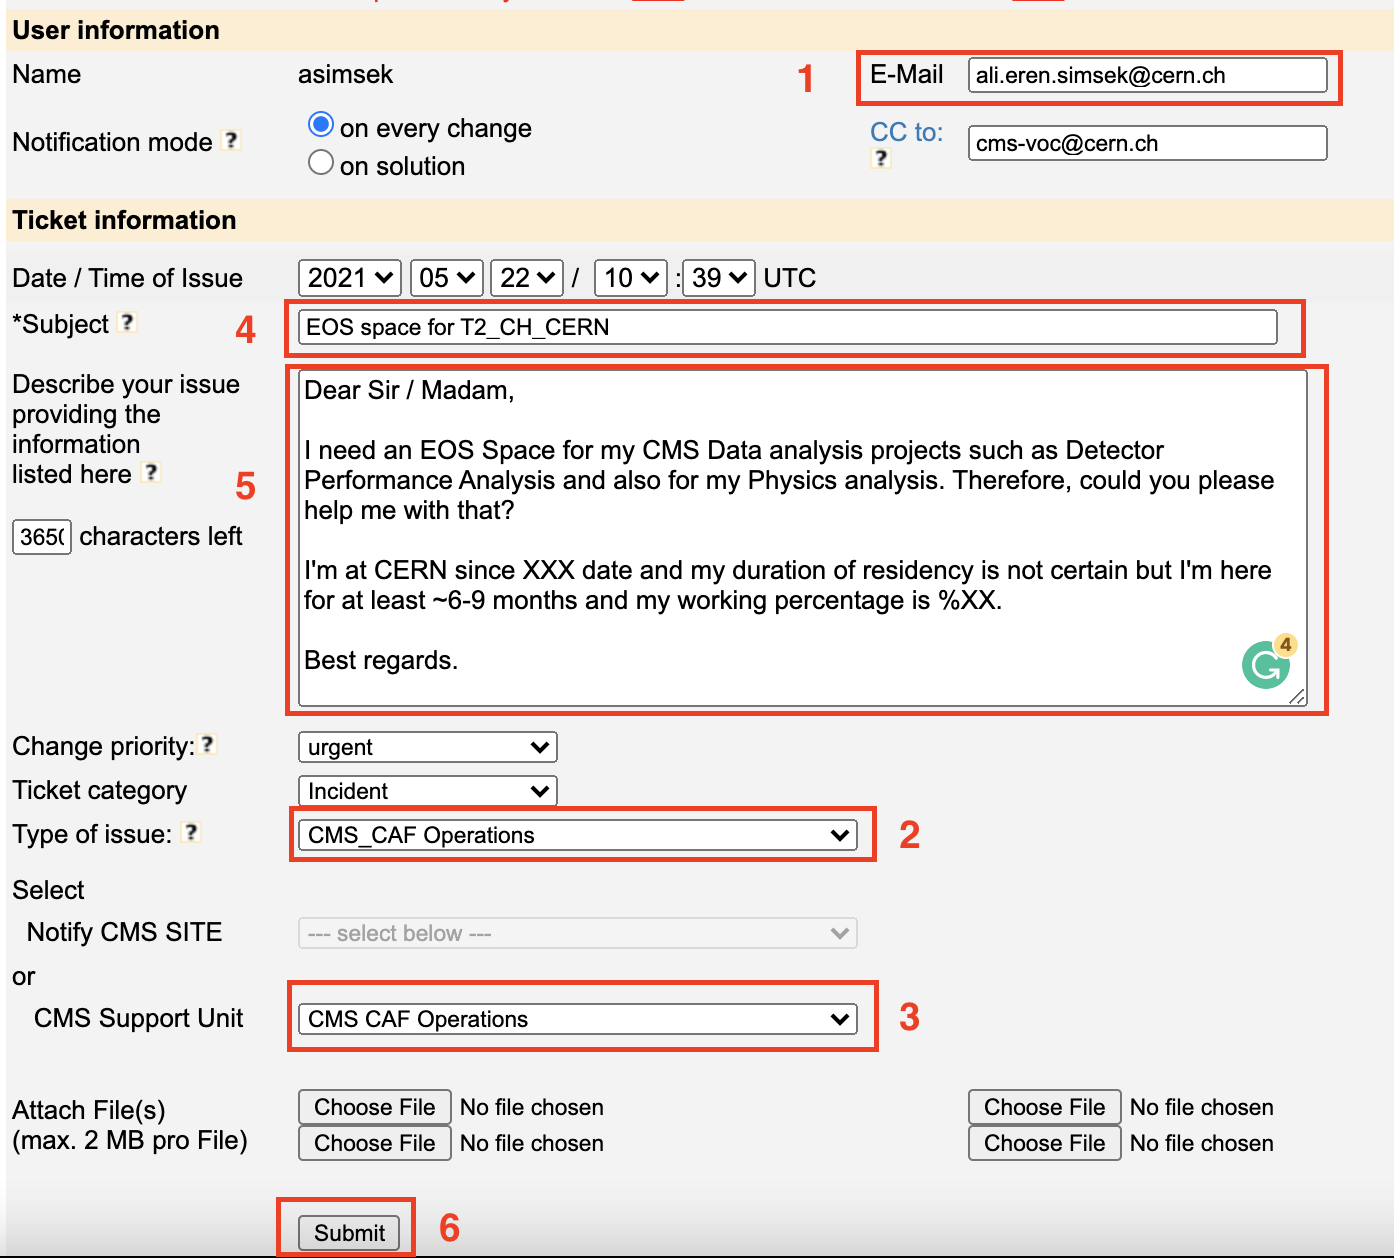 User information
Name asimsek 1 E-Mail ali.eren.simsek@cern.ch
Notification mode ? on every change CC to: ? cms-voc@cern.ch
on solution
Ticket information
Date / Time of Issue 2021 05 22 / 10 : 39 UTC
*Subject ? 4 EOS space for T2_CH_CERN
Describe your issue
providing the
information
listed here ?
5
3650 characters left
Dear Sir / Madam,
I need an EOS Space for my CMS Data analysis projects such as Detector
Performance Analysis and also for my Physics analysis. Therefore, could you please
help me with that?
I'm at CERN since XXX date and my duration of residency is not certain but I'm here
for at least ~6-9 months and my working percentage is %XX.
Best regards.
4
Change priority: ? urgent
Ticket category Incident
Type of issue: ? CMS_CAF Operations 2
Select
Notify CMS SITE --- select below ---
or
CMS Support Unit CMS CAF Operations 3
Attach File(s) Choose File No file chosen Choose File No file chosen
(max. 2 MB pro File) Choose File No file chosen Choose File No file chosen
Submit 6